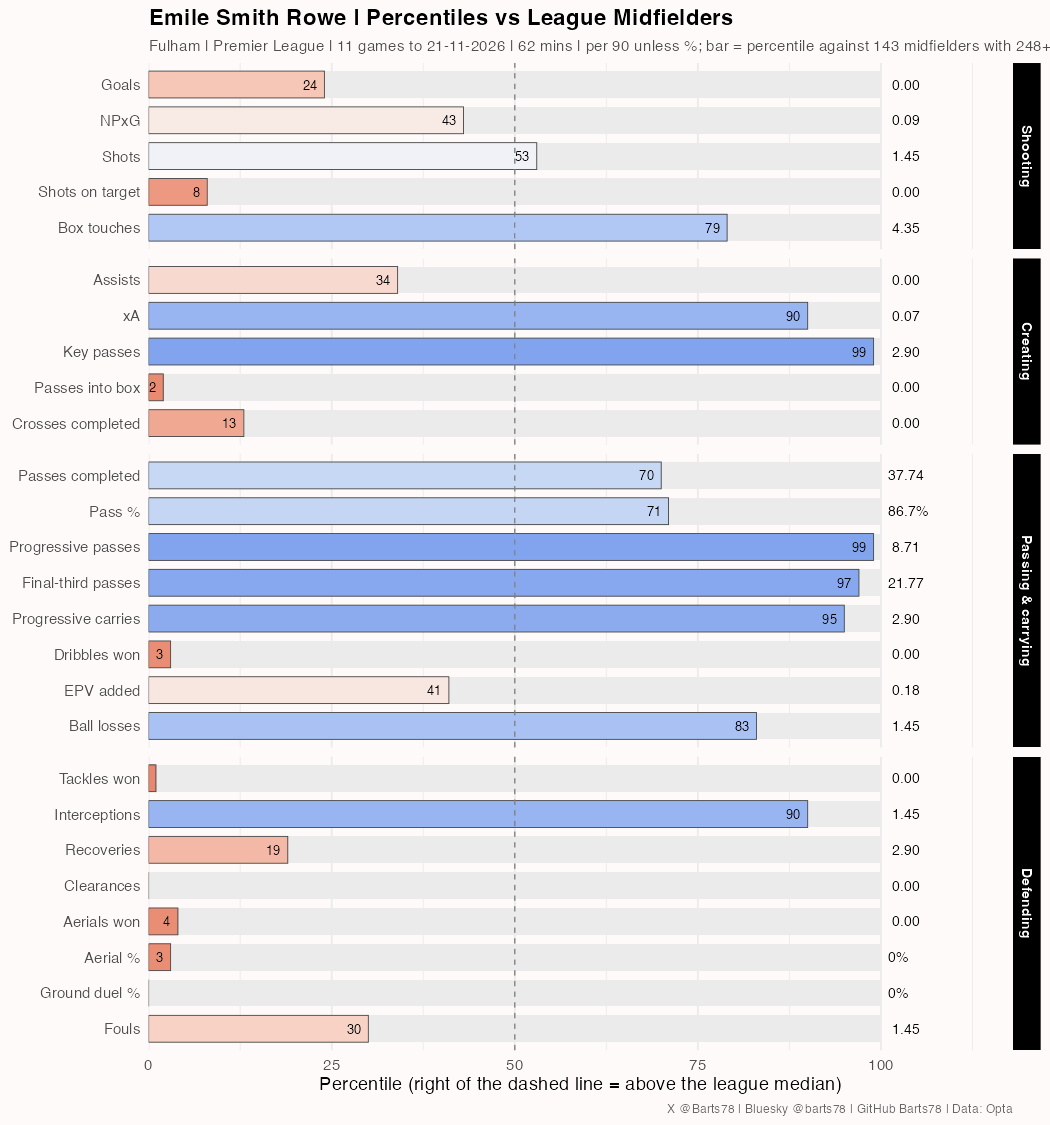 Emile Smith Rowe | Percentiles vs League Midfielders
Fulham | Premier League | 11 games to 21-11-2026 | 62 mins | per 90 unless %; bar = percentile against 143 midfielders with 248+
Goals 24 0.00
NPxG 43 0.09
Shots 53 1.45
Shots on target 8 0.00
Box touches 79 4.35
Shooting
Assists 34 0.00
xA 90 0.07
Key passes 99 2.90
Passes into box 2 0.00
Crosses completed 13 0.00
Creating
Passes completed 70 37.74
Pass % 71 86.7%
Progressive passes 99 8.71
Final-third passes 97 21.77
Progressive carries 95 2.90
Dribbles won 3 0.00
EPV added 41 0.18
Ball losses 83 1.45
Passing & carrying
Tackles won 0.00
Interceptions 90 1.45
Recoveries 19 2.90
Clearances 0.00
Aerials won 4 0.00
Aerial % 3 0%
Ground duel % 0%
Fouls 30 1.45
Defending
0 25 50 75 100
Percentile (right of the dashed line = above the league median)
X @Barts78 | Bluesky @barts78 | GitHub Barts78 | Data: Opta